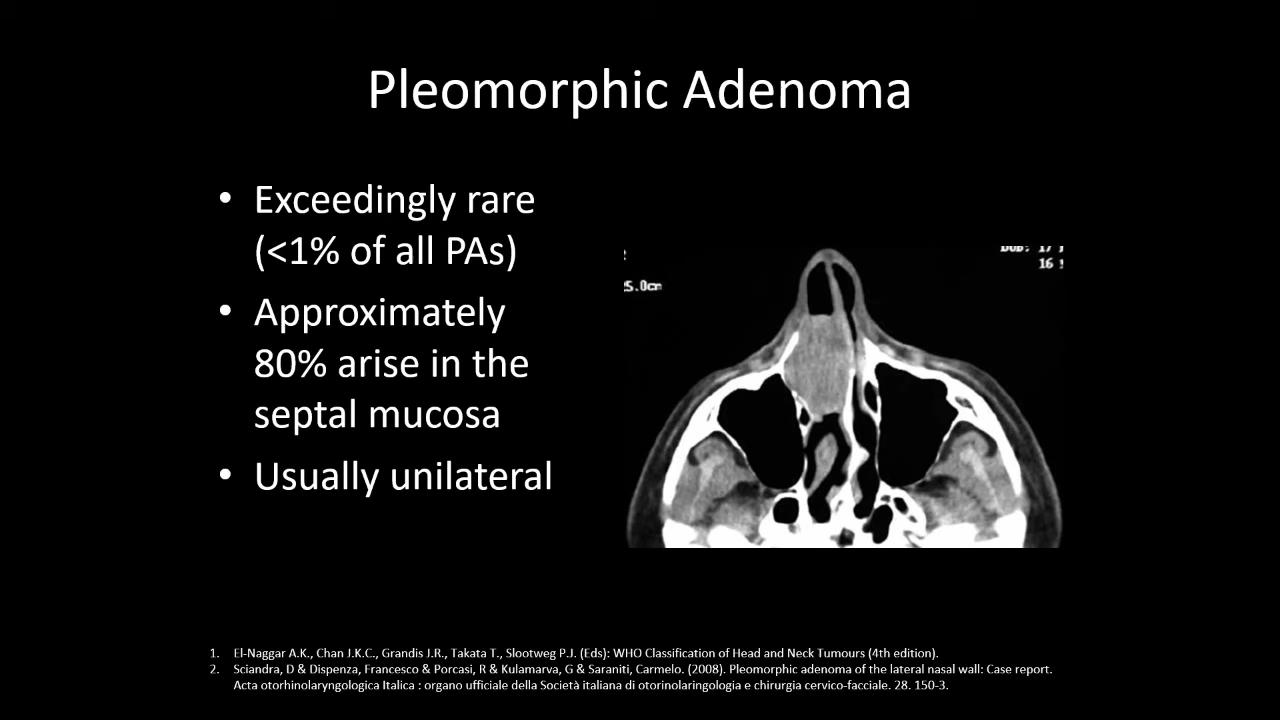 Pleomorphic Adenoma
• Exceedingly rare
(<1% of all PAs)
• Approximately
80% arise in the
septal mucosa
• Usually unilateral
5.0cm
16
1. El-Naggar A.K., Chan J.K.C., Grandis J.R., Takata T., Slootweg P.J. (Eds): WHO Classification of Head and Neck Tumours (4th edition).
2. Sciandra, D & Dispenza, Francesco & Porcasi, R & Kulamarva, G & Saraniti, Carmelo. (2008). Pleomorphic adenoma of the lateral nasal wall: Case report.
Acta otorhinolaryngologica Italica : organo ufficiale della Società italiana di otorinolaringologia e chirurgia cervico-facciale. 28. 150-3.